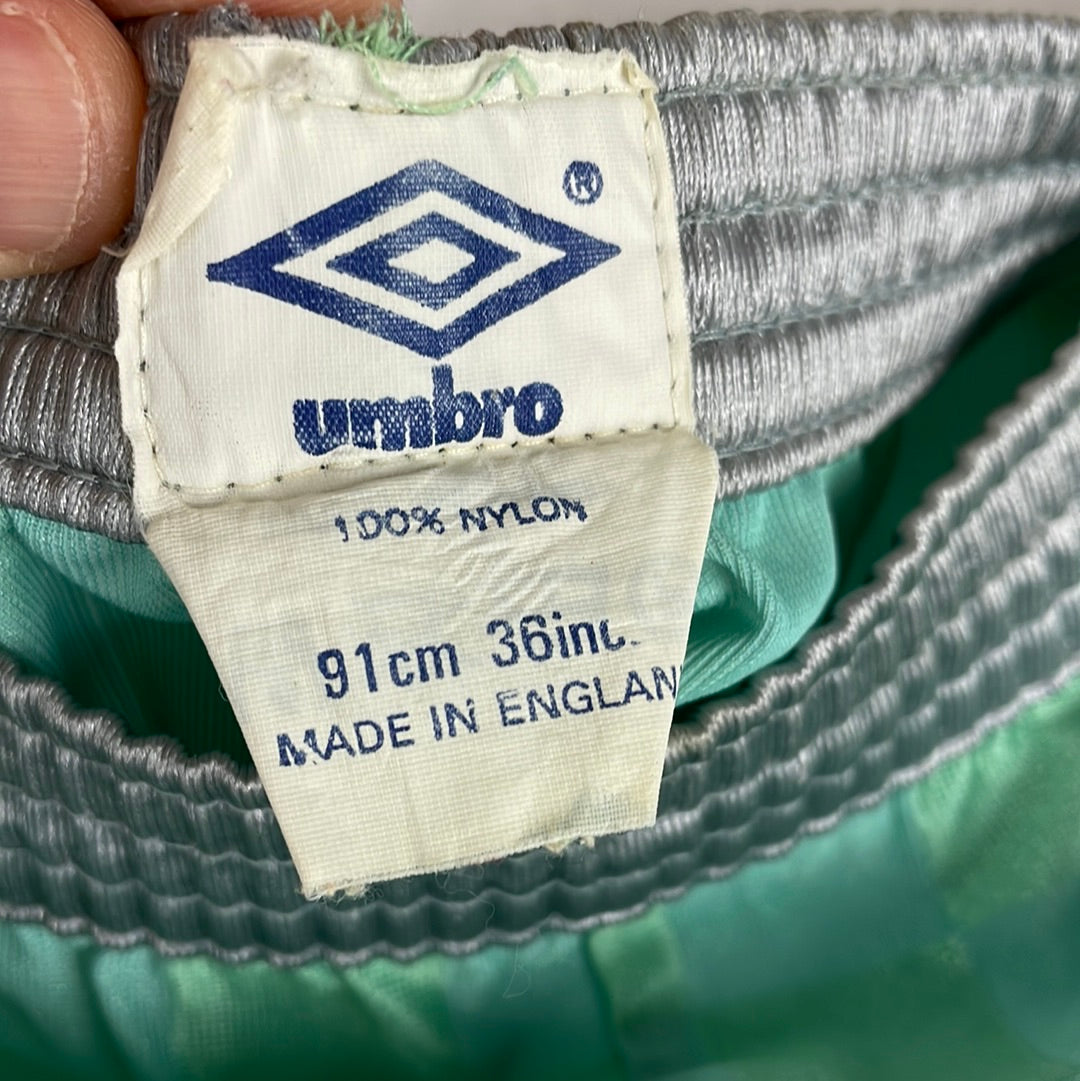 ®
umbro
100% NYLON
91cm 36inc.
MADE IN ENGLAN